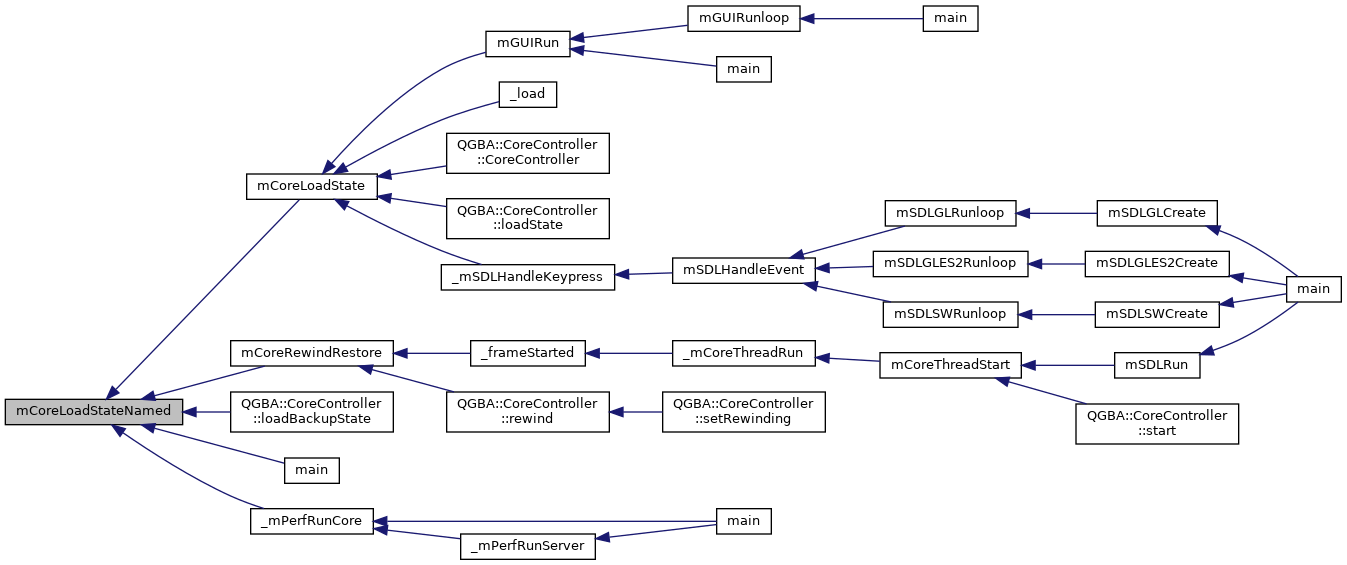 mGUIRunloop
main
mGUIRun
main
_load
QGBA::CoreController
::CoreController
mCoreLoadState
QGBA::CoreController
::loadState
mSDLGLRunloop
mSDLGLCreate
_mSDLHandleKeypress
mSDLHandleEvent
mSDLGLES2Runloop
mSDLGLES2Create
main
mSDLSWRunloop
mSDLSWCreate
mCoreRewindRestore
_frameStarted
_mCoreThreadRun
mCoreThreadStart
mSDLRun
mCoreLoadStateNamed
QGBA::CoreController
::loadBackupState
QGBA::CoreController
::rewind
QGBA::CoreController
::setRewinding
QGBA::CoreController
::start
main
_mPerfRunCore
main
_mPerfRunServer